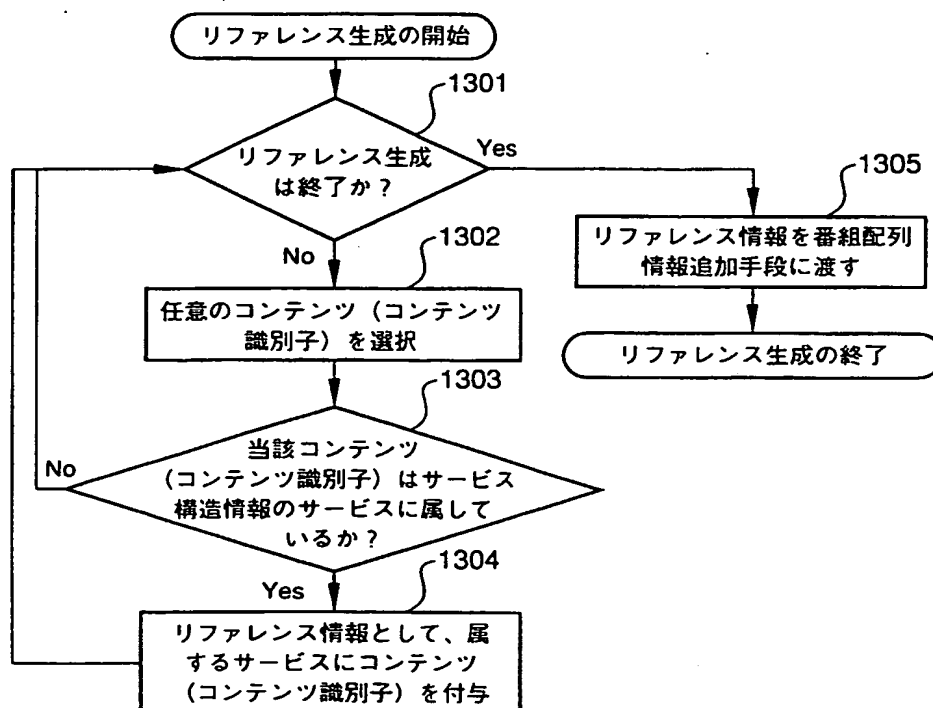 リファレンス生成の開始
1301
リファレンス生成
は終了か？
Yes
No
1302
任意のコンテンツ（コンテンツ
識別子）を選択
1303
当該コンテンツ
（コンテンツ識別子）はサービス
構造情報のサービスに属して
いるか？
No
Yes
1304
リファレンス情報として、属
するサービスにコンテンツ
（コンテンツ識別子）を付与
1305
リファレンス情報を番組配列
情報追加手段に渡す
リファレンス生成の終了